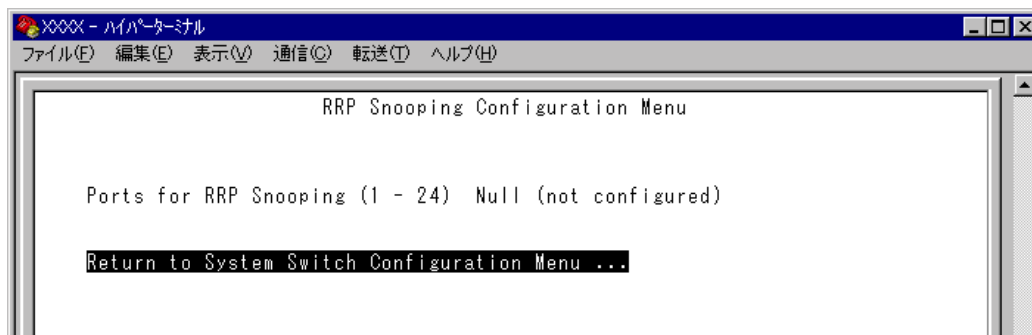 XXXX - ハイパーターミナル
ファイル(F) 編集(E) 表示(V) 通信(C) 転送(T) ヘルプ(H)
RRP Snooping Configuration Menu
Ports for RRP Snooping (1 - 24) Null (not configured)
Return to System Switch Configuration Menu ...